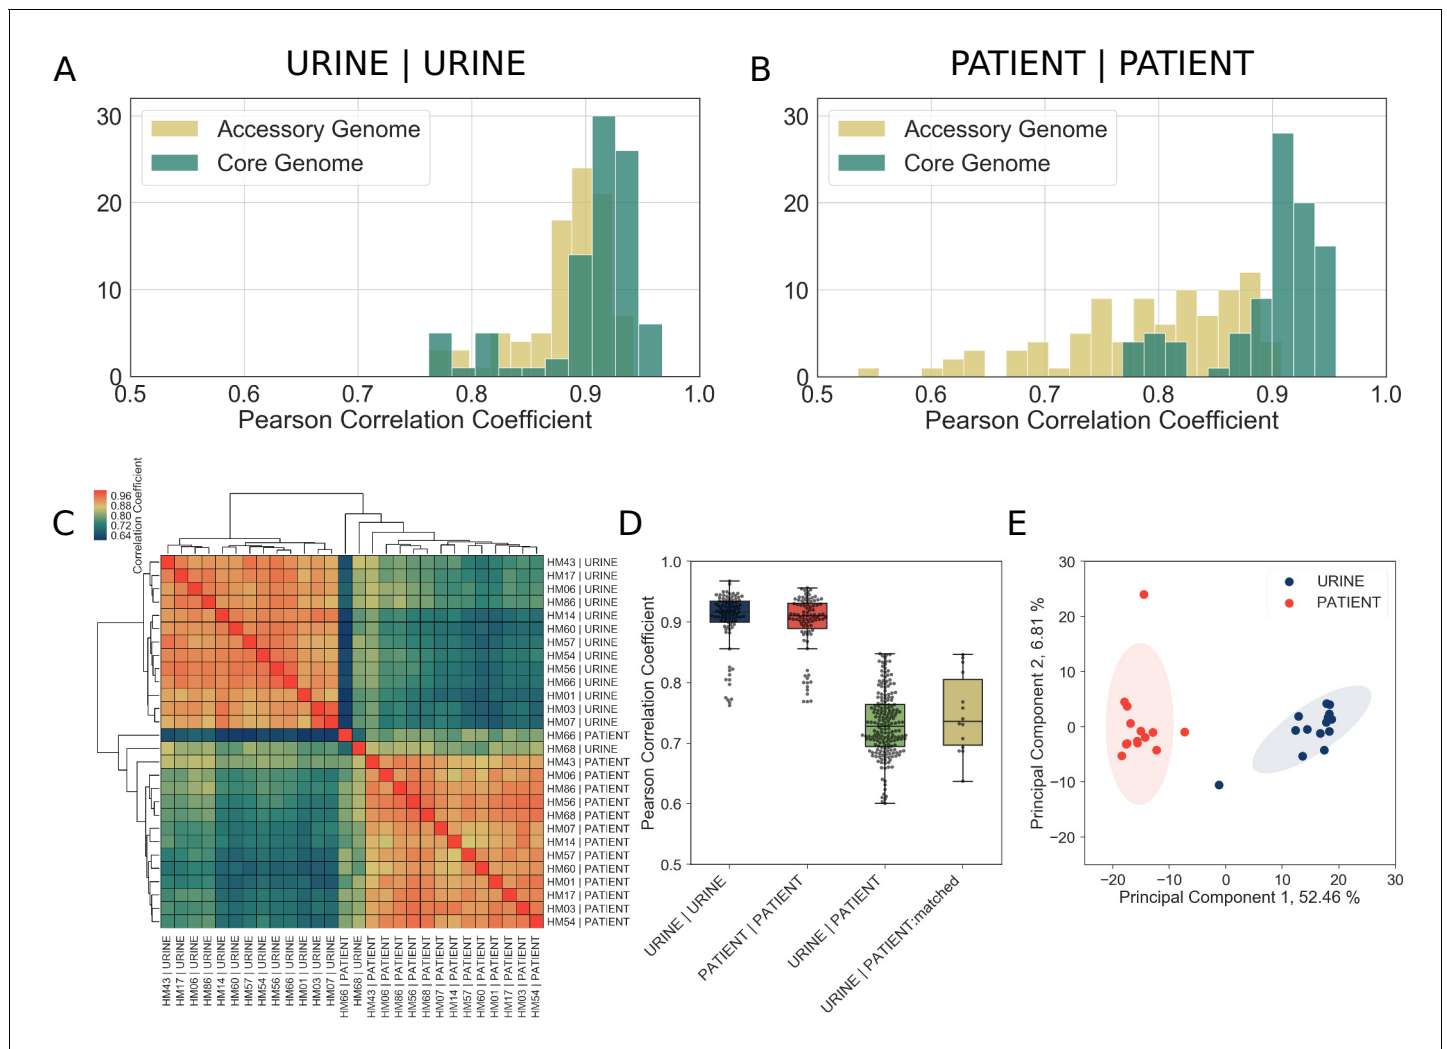 A
URINE | URINE
30
20
10
0
Accessory Genome
Core Genome
0.5
0.6
0.7
0.8
0.9
1.0
Pearson Correlation Coefficient
B
PATIENT | PATIENT
30
20
10
0
Accessory Genome
Core Genome
0.5
0.6
0.7
0.8
0.9
1.0
Pearson Correlation Coefficient
C
0.96
0.88
0.80
0.72
0.64
Correlation Coefficient
HM43 | URINE
HM17 | URINE
HM06 | URINE
HM86 | URINE
HM14 | URINE
HM60 | URINE
HM57 | URINE
HM54 | URINE
HM56 | URINE
HM66 | URINE
HM01 | URINE
HM03 | URINE
HM07 | URINE
HM66 | PATIENT
HM68 | URINE
HM43 | PATIENT
HM06 | PATIENT
HM86 | PATIENT
HM56 | PATIENT
HM68 | PATIENT
HM07 | PATIENT
HM14 | PATIENT
HM57 | PATIENT
HM60 | PATIENT
HM01 | PATIENT
HM17 | PATIENT
HM03 | PATIENT
HM54 | PATIENT
HM43 | URINE
HM17 | URINE
HM06 | URINE
HM86 | URINE
HM14 | URINE
HM60 | URINE
HM57 | URINE
HM54 | URINE
HM56 | URINE
HM66 | URINE
HM01 | URINE
HM03 | URINE
HM07 | URINE
HM66 | PATIENT
HM68 | URINE
HM43 | PATIENT
HM06 | PATIENT
HM86 | PATIENT
HM56 | PATIENT
HM68 | PATIENT
HM07 | PATIENT
HM14 | PATIENT
HM57 | PATIENT
HM60 | PATIENT
HM01 | PATIENT
HM17 | PATIENT
HM03 | PATIENT
HM54 | PATIENT
D
Pearson Correlation Coefficient
1.0
0.9
0.8
0.7
0.6
0.5
URINE | URINE
PATIENT | PATIENT
URINE | PATIENT
URINE | PATIENT:matched
E
Principal Component 2, 6.81 %
30
20
10
0
−10
−20
URINE
PATIENT
−20
−10
0
10
20
30
Principal Component 1, 52.46 %